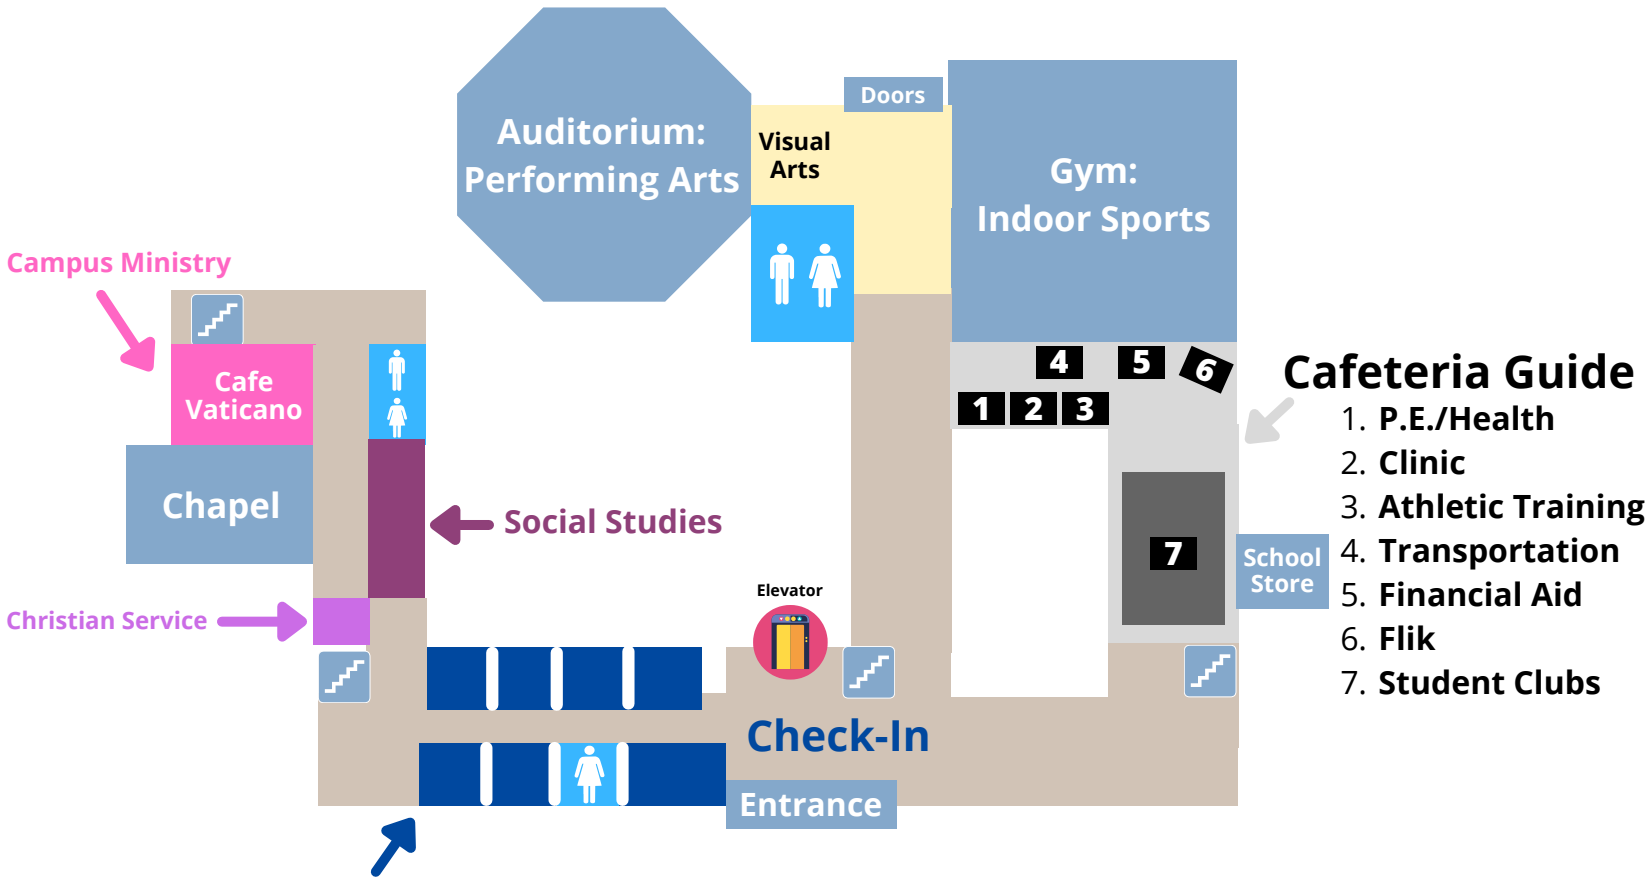 Doors
Auditorium:
Performing Arts
Visual
Arts
Gym:
Indoor Sports
Campus Ministry
Cafe
Vaticano
Chapel
Social Studies
Christian Service
Elevator
Check-In
Entrance
4
5
6
1
2
3
7
School
Store
Cafeteria Guide
1. P.E./Health
2. Clinic
3. Athletic Training
4. Transportation
5. Financial Aid
6. Flik
7. Student Clubs